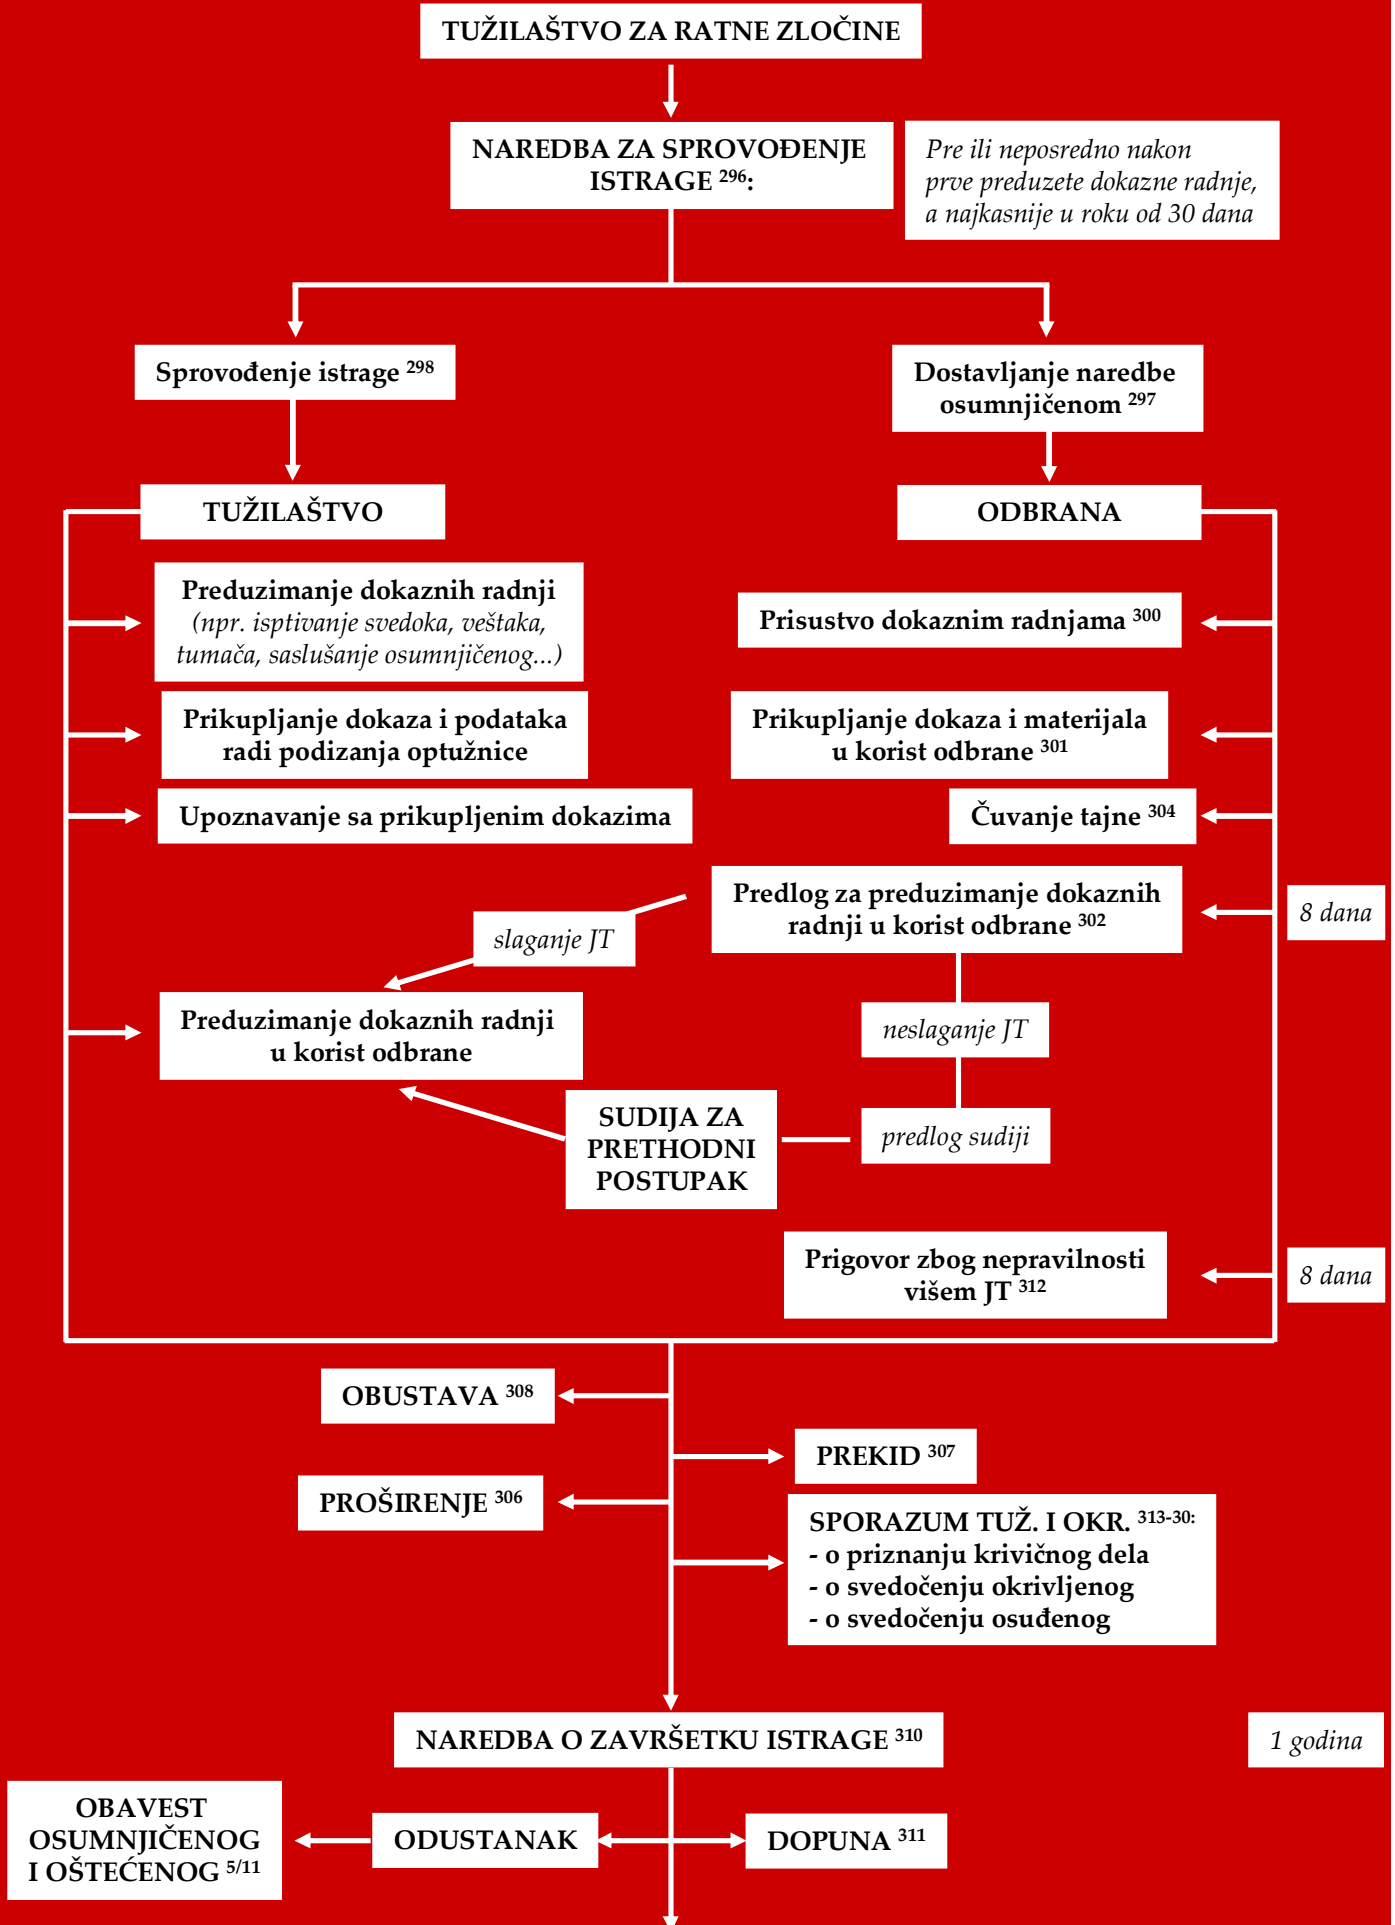 TUŽILAŠTVO ZA RATNE ZLOČINE
NAREDBA ZA SPROVOĐENJE
ISTRAGE 296:
Pre ili neposredno nakon
prve preduzete dokazne radnje,
a najkasnije u roku od 30 dana
Sprovođenje istrage 298
Dostavljanje naredbe
osumnjičenom 297
TUŽILAŠTVO
ODBRANA
Preduzimanje dokaznih radnji
(npr. isptivanje svedoka, veštaka,
tumača, saslušanje osumnjičenog...)
Prisustvo dokaznim radnjama 300
Prikupljanje dokaza i podataka
radi podizanja optužnice
Prikupljanje dokaza i materijala
u korist odbrane 301
Upoznavanje sa prikupljenim dokazima
Čuvanje tajne 304
Predlog za preduzimanje dokaznih
radnji u korist odbrane 302
8 dana
slaganje JT
Preduzimanje dokaznih radnji
u korist odbrane
neslaganje JT
SUDIJA ZA
PRETHODNI
POSTUPAK
predlog sudiji
Prigovor zbog nepravilnosti
višem JT 312
8 dana
OBUSTAVA 308
PREKID 307
PROŠIRENJE 306
SPORAZUM TUŽ. I OKR. 313-30:
- o priznanju krivičnog dela
- o svedočenju okrivljenog
- o svedočenju osuđenog
NAREDBA O ZAVRŠETKU ISTRAGE 310
1 godina
OBAVEST
OSUMNJIČENOG
I OŠTEĆENOG 5/11
ODUSTANAK
DOPUNA 311